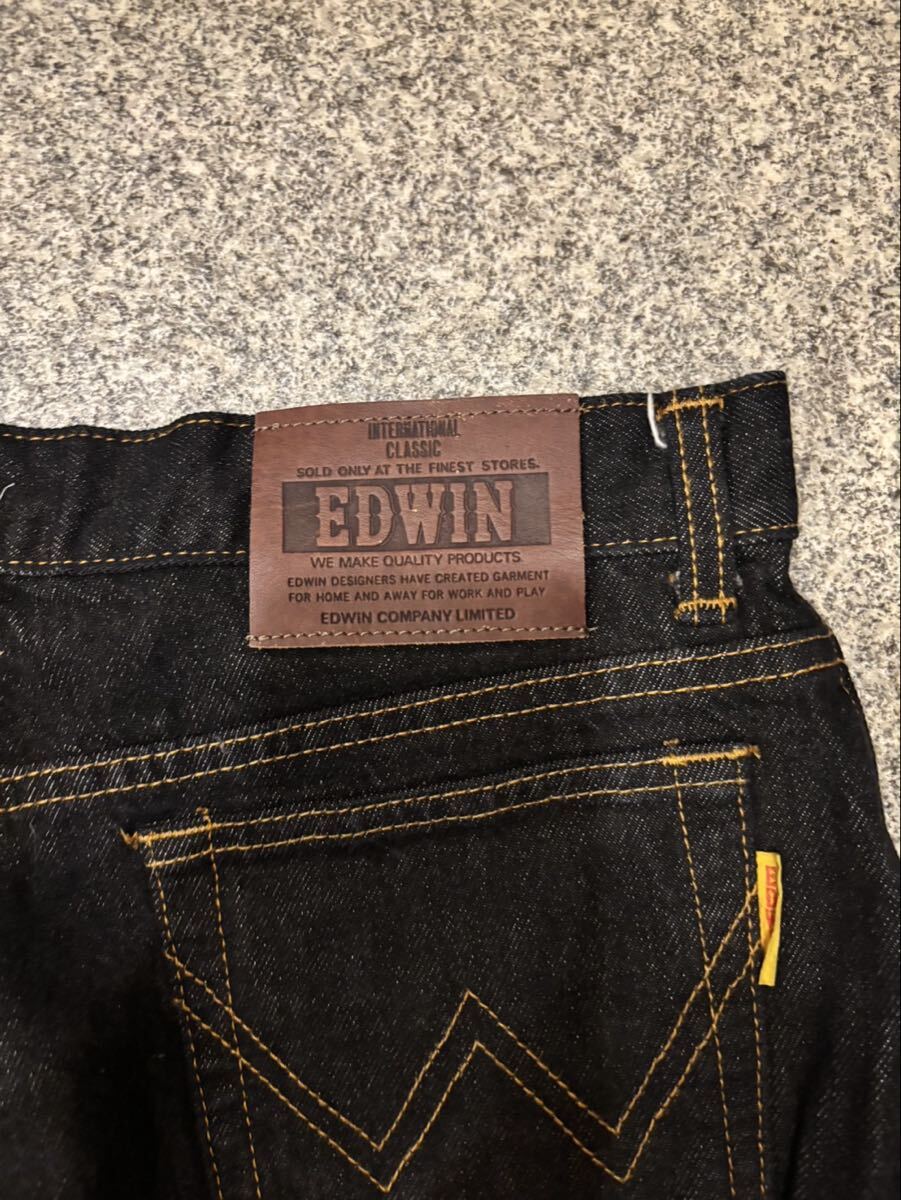 INTERNATIONAL
CLASSIC
SOLD ONLY AT THE FINEST STORES.
EDWIN
WE MAKE QUALITY PRODUCTS
EDWIN DESIGNERS HAVE CREATED GARMENT
FOR HOME AND AWAY FOR WORK AND PLAY
EDWIN COMPANY LIMITED